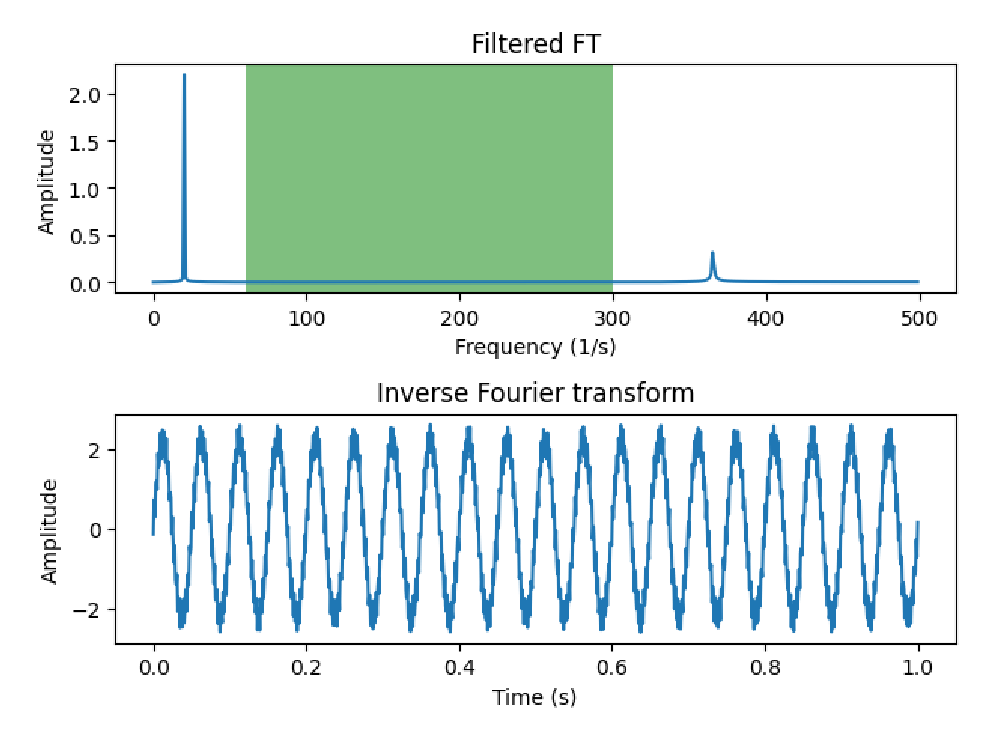 Filtered FT
2.0
1.5
1.0
0.5
0.0
Amplitude
0 100 200 300 400 500
Frequency (1/s)
Inverse Fourier transform
2
0
−2
Amplitude
0.0 0.2 0.4 0.6 0.8 1.0
Time (s)